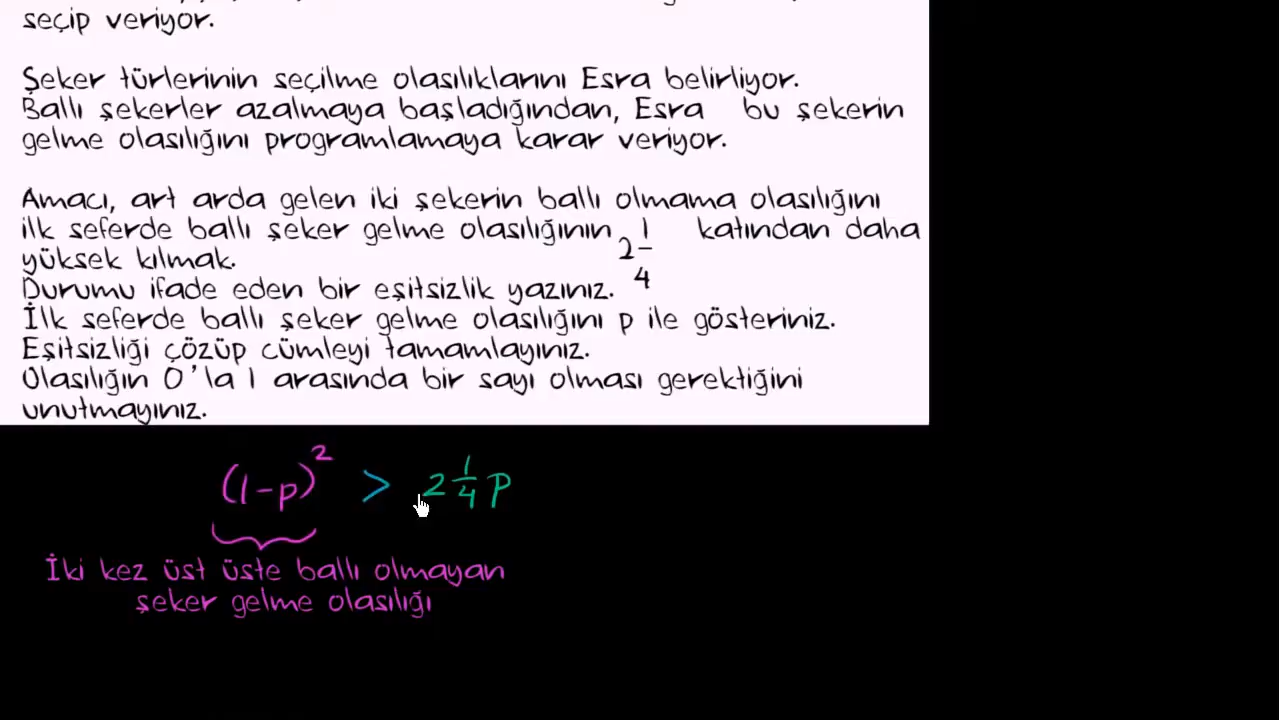 seçip veriyor.
Şeker türlerinin seçilme olasılıklarını Esra belirliyor.
Ballı şekerler azalmaya başladığından, Esra bu şekerin
gelme olasılığını programlamaya karar veriyor.
Amacı, art arda gelen iki şekerin ballı olmama olasılığını
ilk seferde ballı şeker gelme olasılığının 2 1/4 katından daha
yüksek kılmak.
Durumu ifade eden bir eşitsizlik yazınız.
İlk seferde ballı şeker gelme olasılığını p ile gösteriniz.
Eşitsizliği çözüp cümleyi tamamlayınız.
Olasılığın 0'la 1 arasında bir sayı olması gerektiğini
unutmayınız.
(1-p)² > 2 1/4 P
İki kez üst üste ballı olmayan
şeker gelme olasılığı